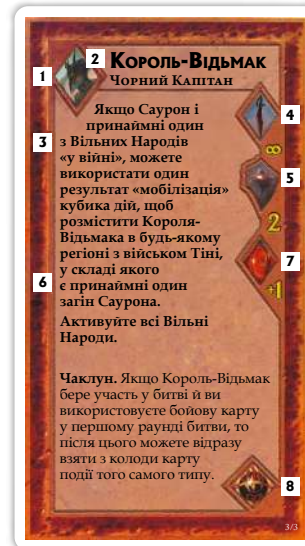 1
2
Король-Відьмак
Чорний Капітан
3
Якщо Саурон і
принаймні один
з Вільних Народів
«у війні», можете
використати один
результат «мобілізація»
кубика дій, щоб
розмістити Короля-
Відьмака в будь-якому
регіоні з військом Тіні,
у складі якого
є принаймні один
загін Саурона.
6
Активуйте всі Вільні
Народи.
Чаклун. Якщо Король-Відьмак
бере участь у битві й ви
використовуєте бойову карту
у першому раунді битви, то
після цього можете відразу
взяти з колоди карту
події того самого типу.
4
∞
5
2
7
+1
8
3/3